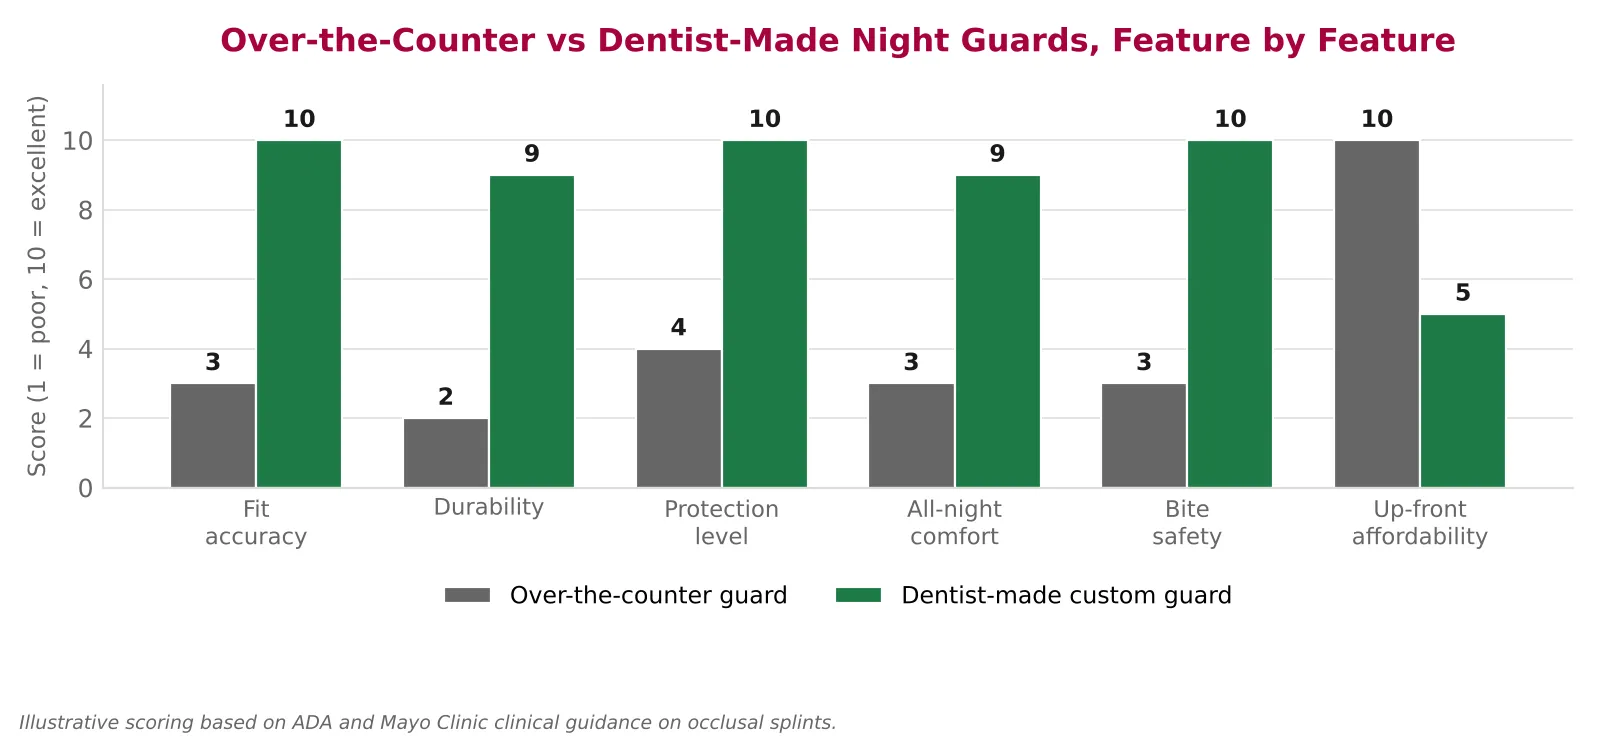 Over-the-Counter vs Dentist-Made Night Guards, Feature by Feature
Score (1 = poor, 10 = excellent)
10
8
6
4
2
0
3
10
2
9
4
10
3
9
3
10
10
5
Fit
accuracy
Durability
Protection
level
All-night
comfort
Bite
safety
Up-front
affordability
Over-the-counter guard
Dentist-made custom guard
Illustrative scoring based on ADA and Mayo Clinic clinical guidance on occlusal splints.